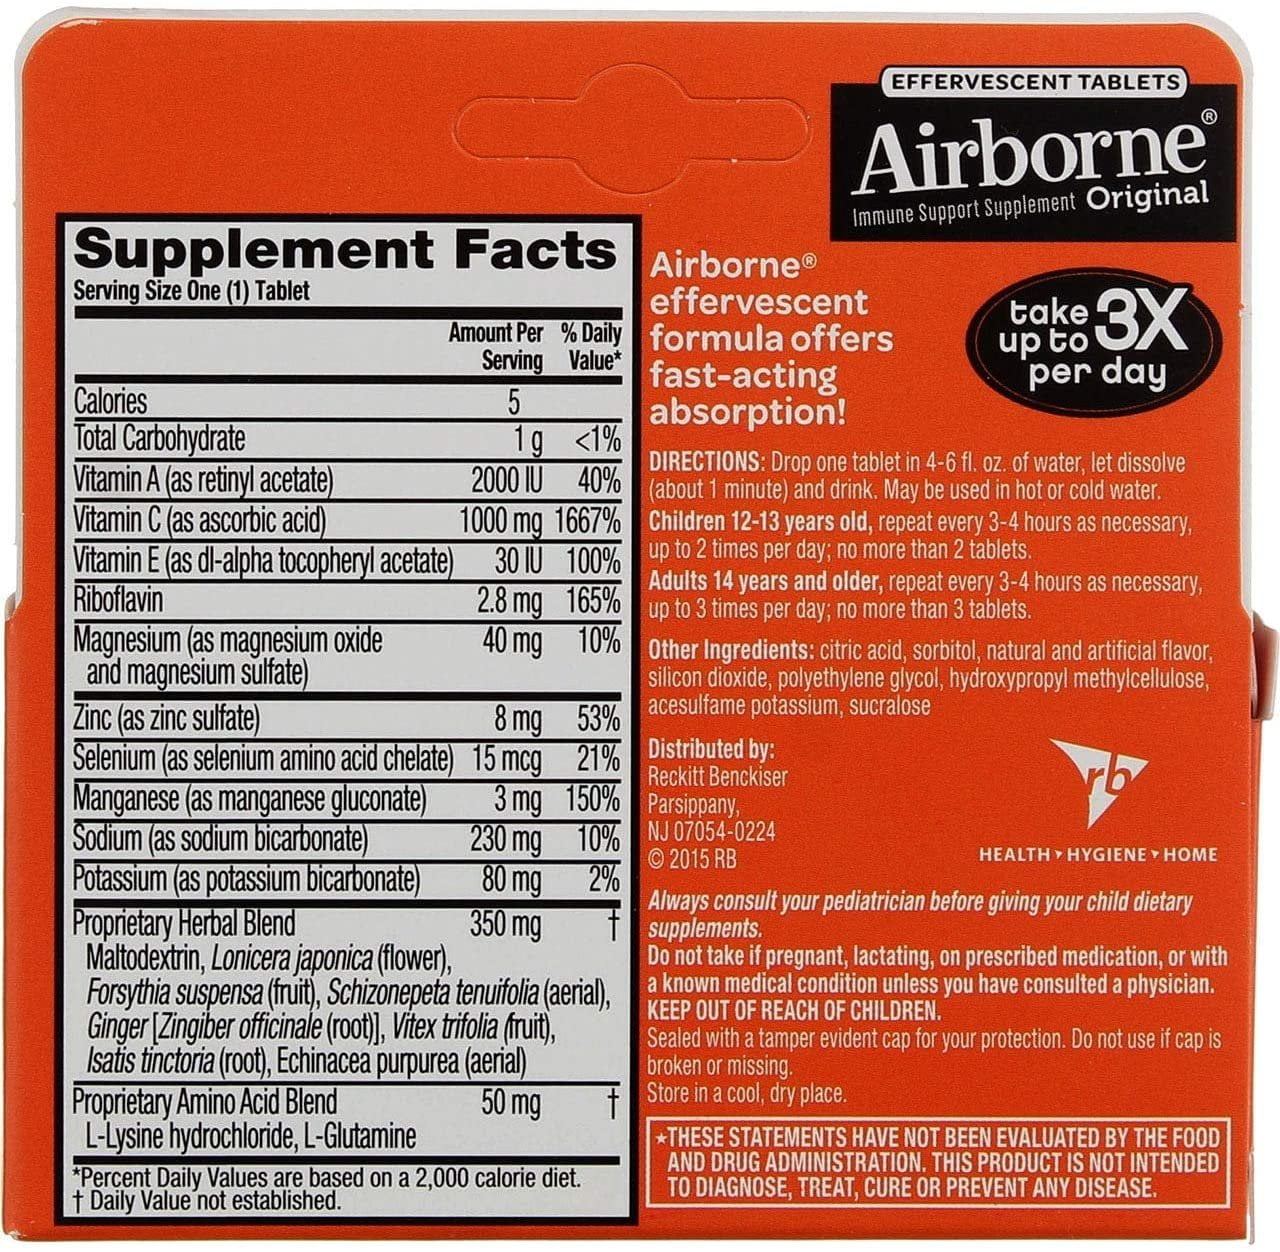 EFFERVESCENT TABLETS
Airborne®
Immune Support Supplement Original
Supplement Facts
Serving Size One (1) Tablet
Amount Per Serving % Daily Value*
Calories 5
Total Carbohydrate 1 g <1%
Vitamin A (as retinyl acetate) 2000 IU 40%
Vitamin C (as ascorbic acid) 1000 mg 1667%
Vitamin E (as dl-alpha tocopheryl acetate) 30 IU 100%
Riboflavin 2.8 mg 165%
Magnesium (as magnesium oxide 40 mg 10%
and magnesium sulfate)
Zinc (as zinc sulfate) 8 mg 53%
Selenium (as selenium amino acid chelate) 15 mcg 21%
Manganese (as manganese gluconate) 3 mg 150%
Sodium (as sodium bicarbonate) 230 mg 10%
Potassium (as potassium bicarbonate) 80 mg 2%
Proprietary Herbal Blend 350 mg †
Maltodextrin, Lonicera japonica (flower),
Forsythia suspensa (fruit), Schizonepeta tenuifolia (aerial),
Ginger [Zingiber officinale (root)], Vitex trifolia (fruit),
Isatis tinctoria (root), Echinacea purpurea (aerial)
Proprietary Amino Acid Blend 50 mg †
L-Lysine hydrochloride, L-Glutamine
*Percent Daily Values are based on a 2,000 calorie diet.
† Daily Value not established.
Airborne®
effervescent
formula offers
fast-acting
absorption!
take
up to 3X
per day
DIRECTIONS: Drop one tablet in 4-6 fl. oz. of water, let dissolve
(about 1 minute) and drink. May be used in hot or cold water.
Children 12-13 years old, repeat every 3-4 hours as necessary,
up to 2 times per day; no more than 2 tablets.
Adults 14 years and older, repeat every 3-4 hours as necessary,
up to 3 times per day; no more than 3 tablets.
Other Ingredients: citric acid, sorbitol, natural and artificial flavor,
silicon dioxide, polyethylene glycol, hydroxypropyl methylcellulose,
acesulfame potassium, sucralose
Distributed by:
Reckitt Benckiser
Parsippany,
NJ 07054-0224
© 2015 RB
rb
HEALTH HYGIENE HOME
Always consult your pediatrician before giving your child dietary
supplements.
Do not take if pregnant, lactating, on prescribed medication, or with
a known medical condition unless you have consulted a physician.
KEEP OUT OF REACH OF CHILDREN.
Sealed with a tamper evident cap for your protection. Do not use if cap is
broken or missing.
Store in a cool, dry place.
★THESE STATEMENTS HAVE NOT BEEN EVALUATED BY THE FOOD
AND DRUG ADMINISTRATION. THIS PRODUCT IS NOT INTENDED
TO DIAGNOSE, TREAT, CURE OR PREVENT ANY DISEASE.